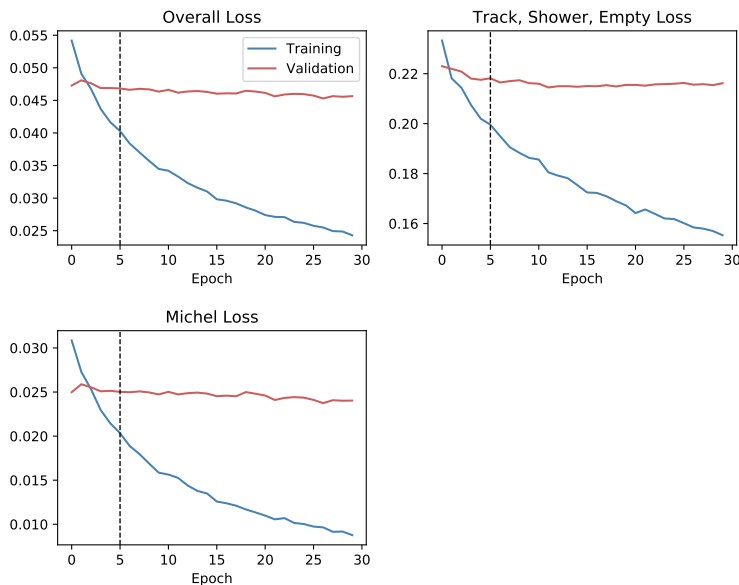 Overall Loss
0.055
0.050
0.045
0.040
0.035
0.030
0.025
Training
Validation
0 5 10 15 20 25 30
Epoch
Track, Shower, Empty Loss
0.22
0.20
0.18
0.16
0 5 10 15 20 25 30
Epoch
Michel Loss
0.030
0.025
0.020
0.015
0.010
0 5 10 15 20 25 30
Epoch